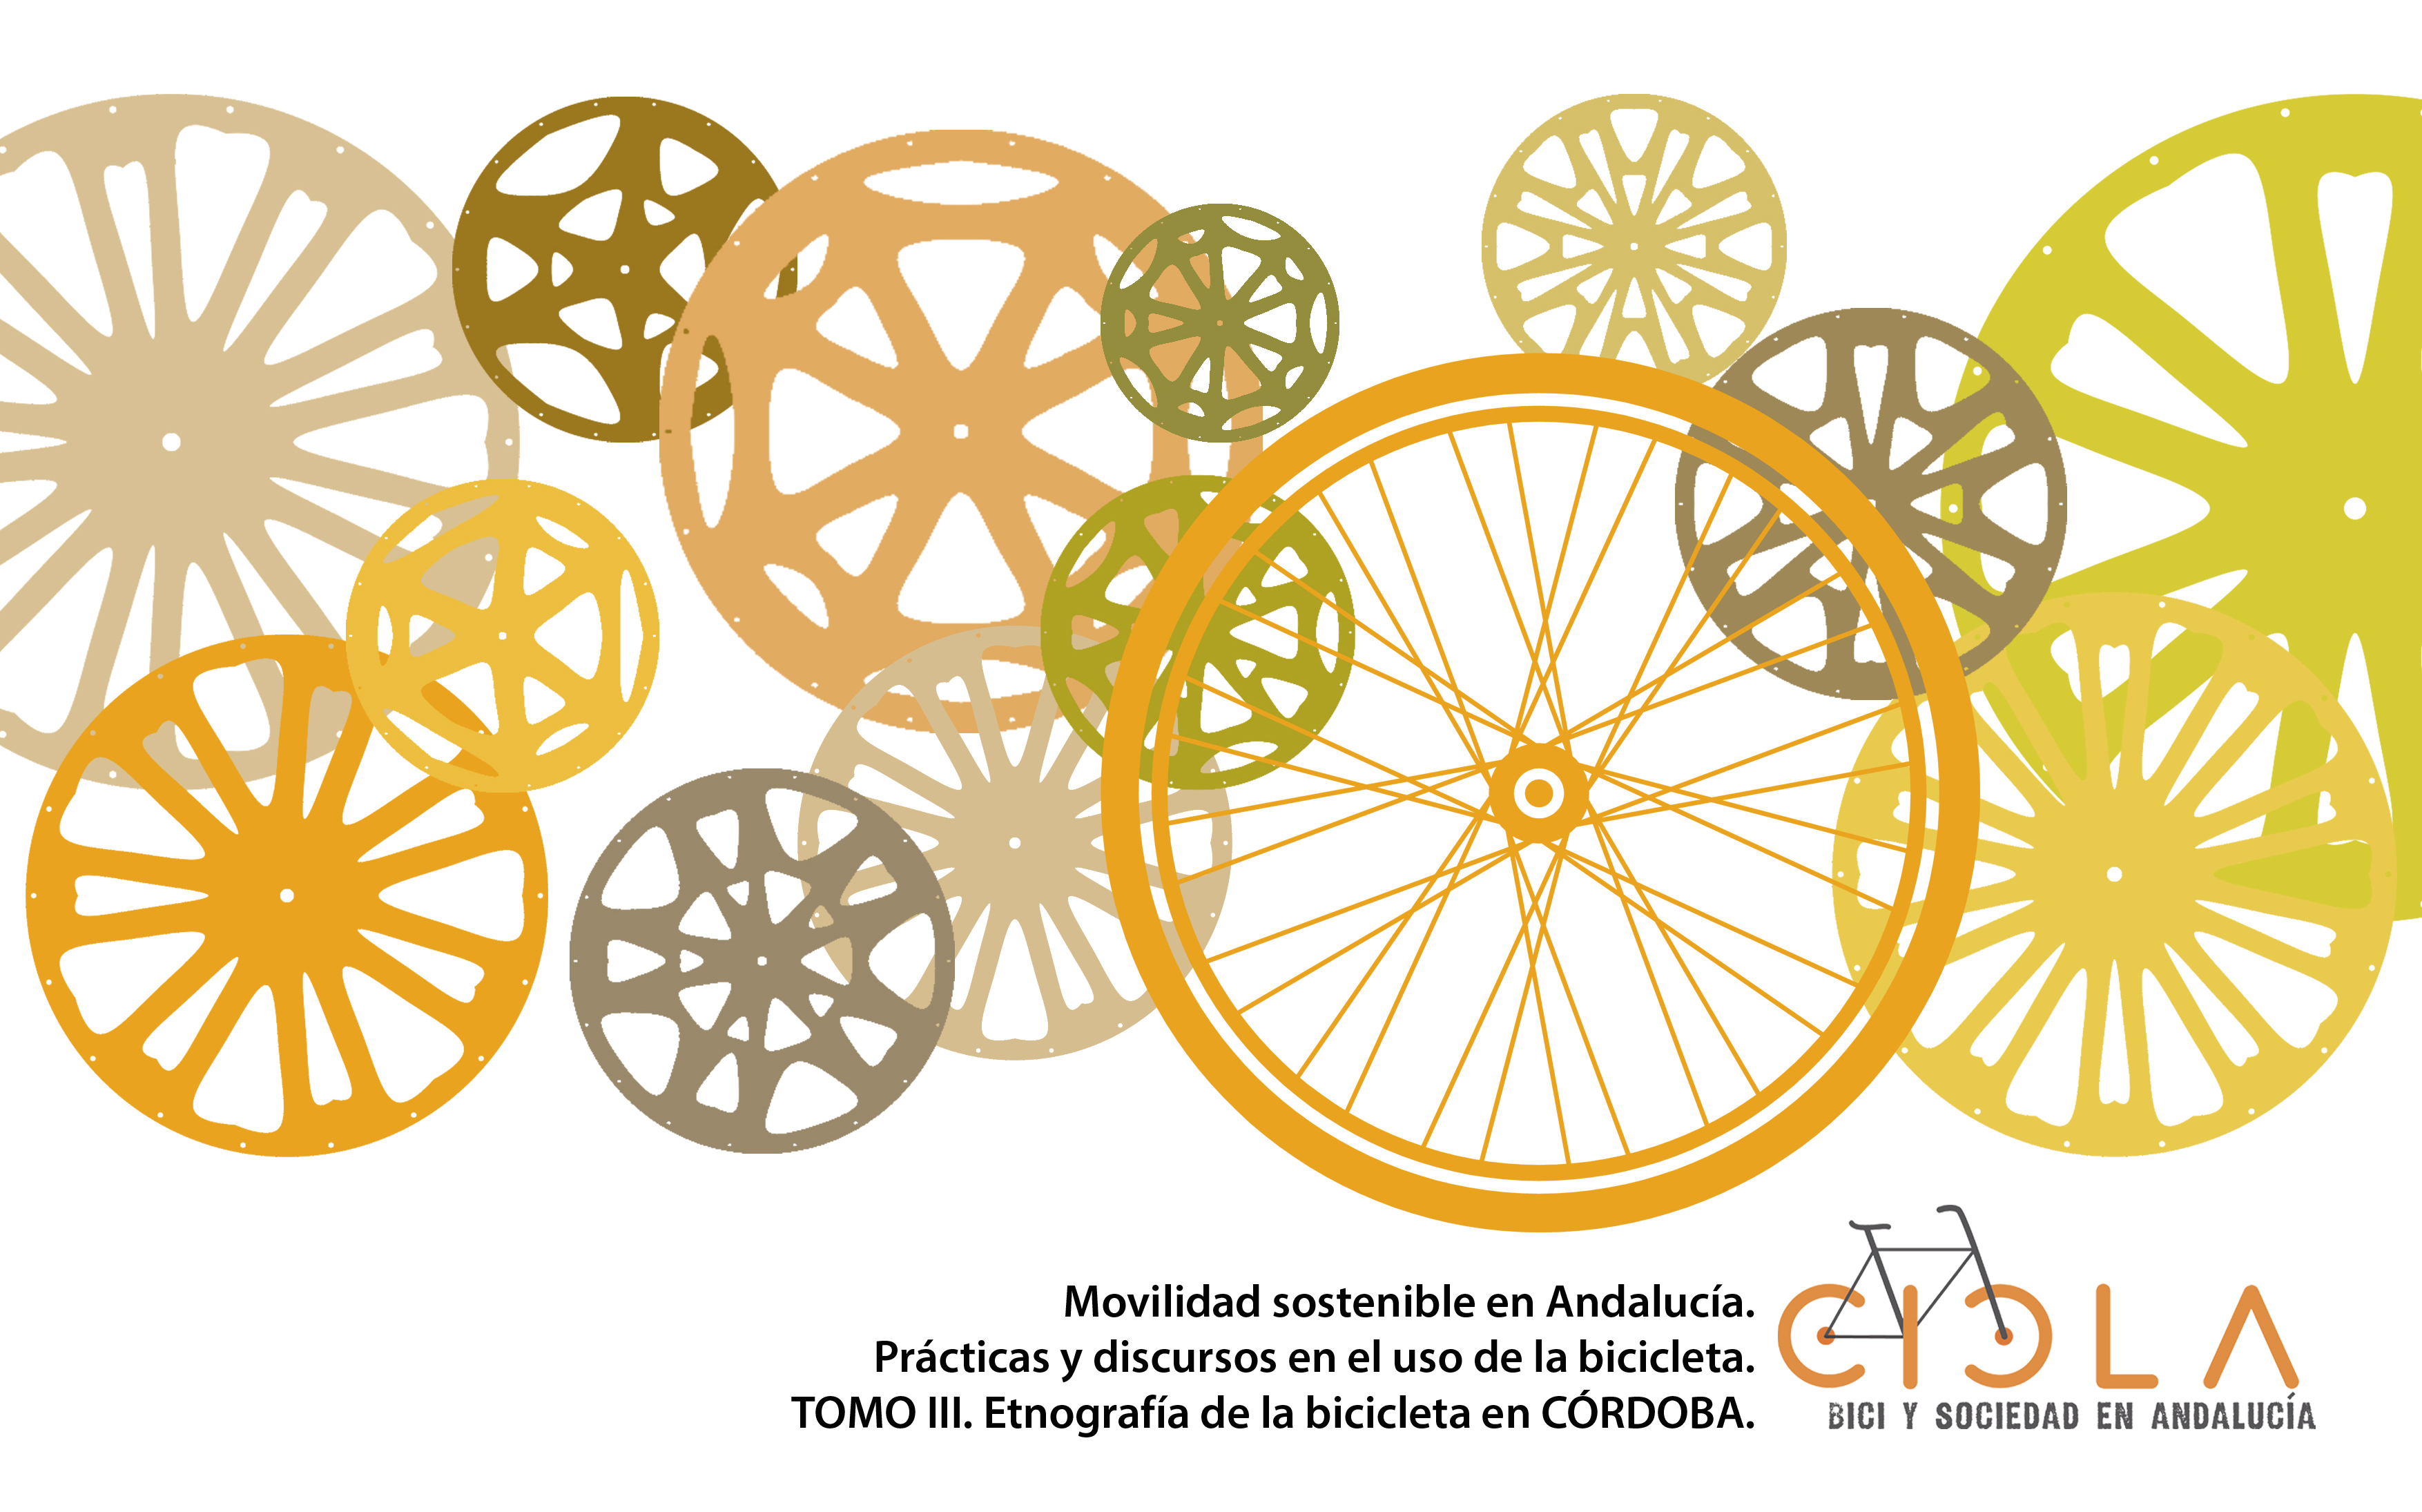 Movilidad sostenible en Andalucía.
Prácticas y discursos en el uso de la bicicleta.
TOMO III. Etnografía de la bicicleta en CÓRDOBA.
CICLA
BICI Y SOCIEDAD EN ANDALUCÍA